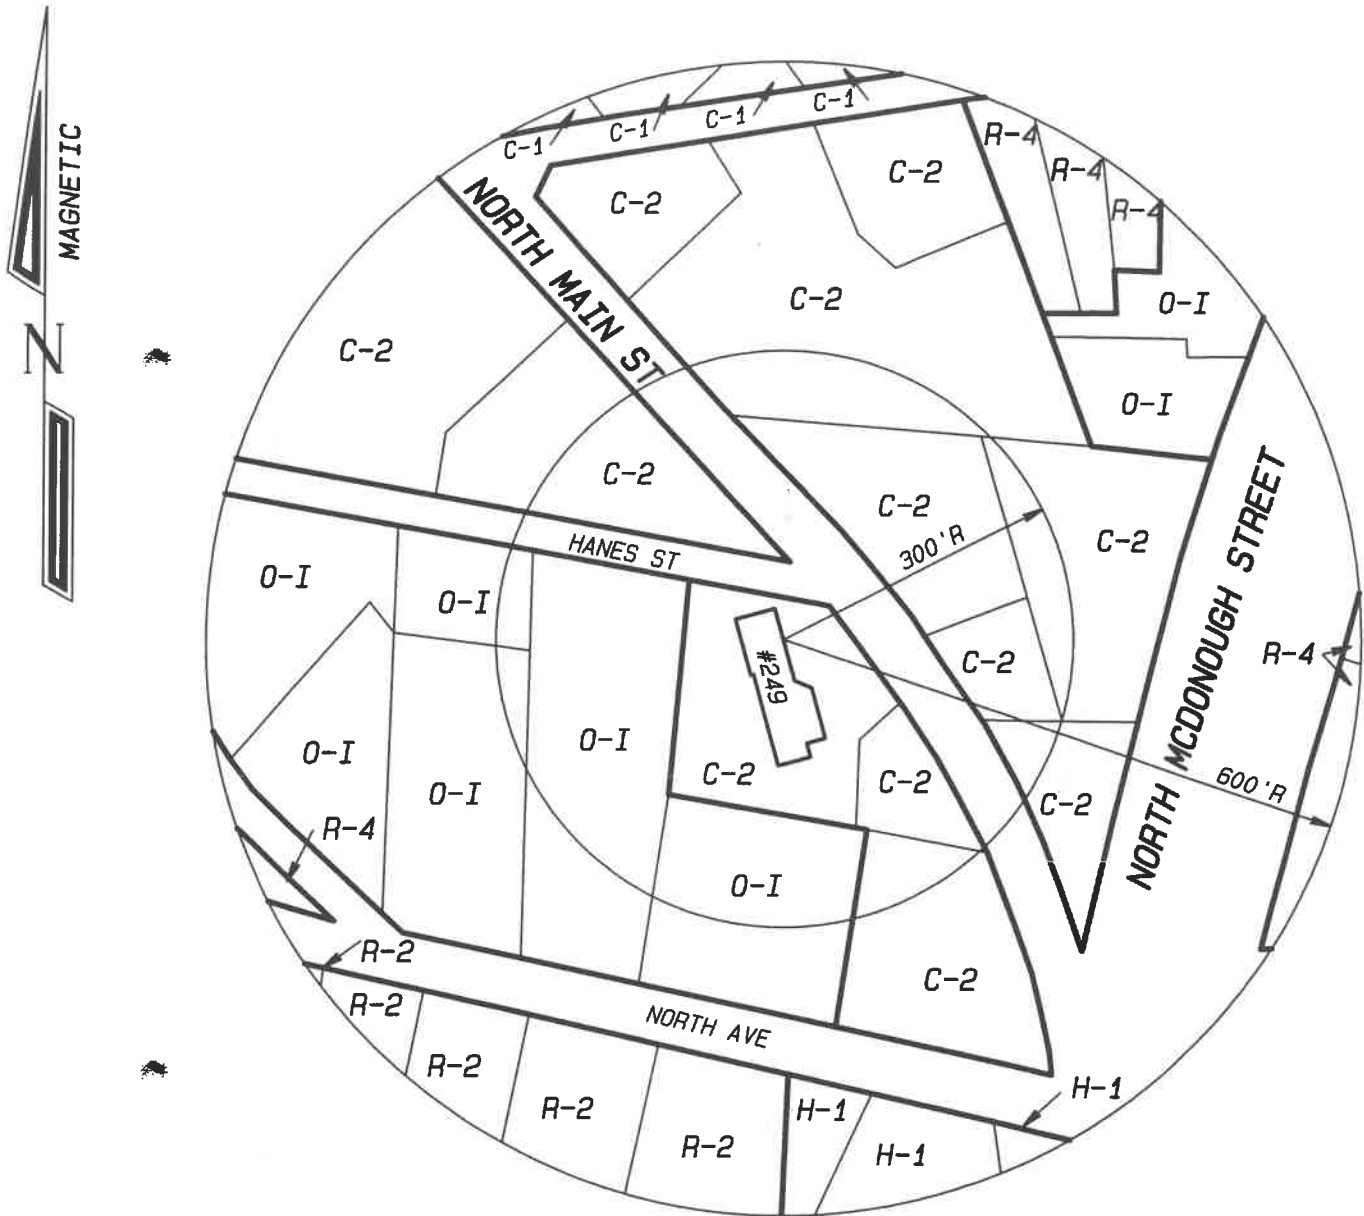 MAGNETIC
N
C-1
C-1
C-1
C-1
R-4
R-4
R-4
C-2
C-2
C-2
O-I
C-2
O-I
NORTH MAIN ST
C-2
C-2
C-2
300'R
HANES ST
O-I
O-I
#249
C-2
R-4
NORTH MCDONOUGH STREET
O-I
O-I
O-I
C-2
C-2
C-2
600'R
R-4
O-I
R-2
C-2
R-2
NORTH AVE
R-2
R-2
R-2
H-1
H-1
H-1